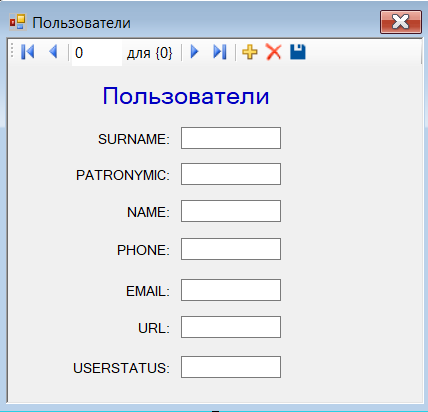 Пользователи
0 для {0}
Пользователи
SURNAME:
PATRONYMIC:
NAME:
PHONE:
EMAIL:
URL:
USERSTATUS: